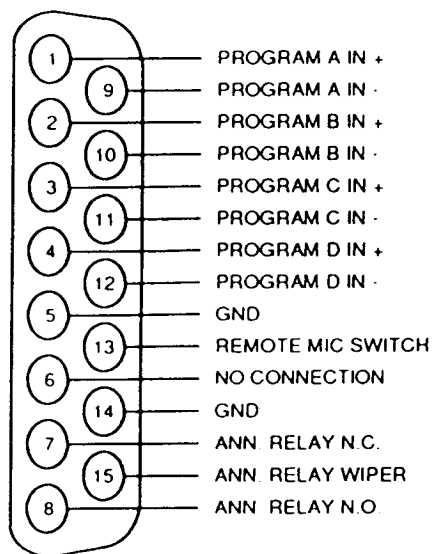 1 PROGRAM A IN +
9 PROGRAM A IN -
2 PROGRAM B IN +
10 PROGRAM B IN -
3 PROGRAM C IN +
11 PROGRAM C IN -
4 PROGRAM D IN +
12 PROGRAM D IN -
5 GND
13 REMOTE MIC SWITCH
6 NO CONNECTION
14 GND
7 ANN. RELAY N.C.
15 ANN. RELAY WIPER
8 ANN. RELAY N.O.